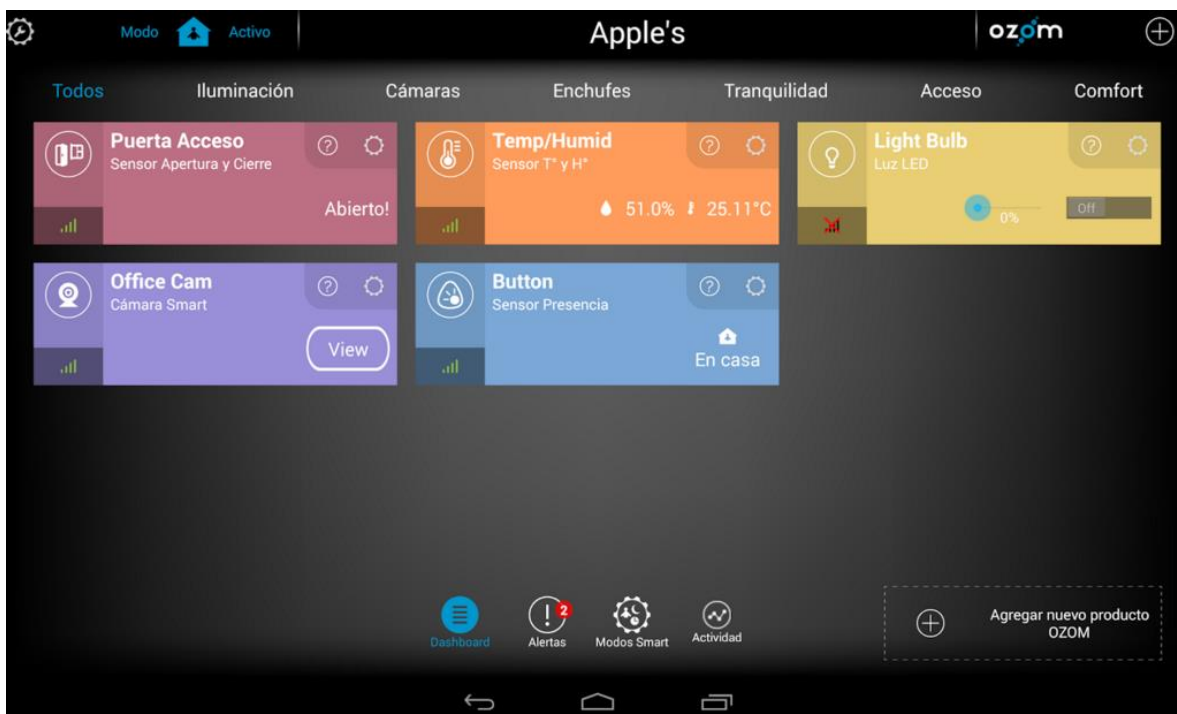 Modo Activo
Apple's
ozom
Todos
Iluminación
Cámaras
Enchufes
Tranquilidad
Acceso
Comfort
Puerta Acceso
Sensor Apertura y Cierre
Abierto!
Temp/Humid
Sensor T° y H°
51.0% 25.11°C
Light Bulb
Luz LED
0%
Off
Office Cam
Cámara Smart
View
Button
Sensor Presencia
En casa
Dashboard
2
Alertas
Modos Smart
Actividad
Agregar nuevo producto
OZOM